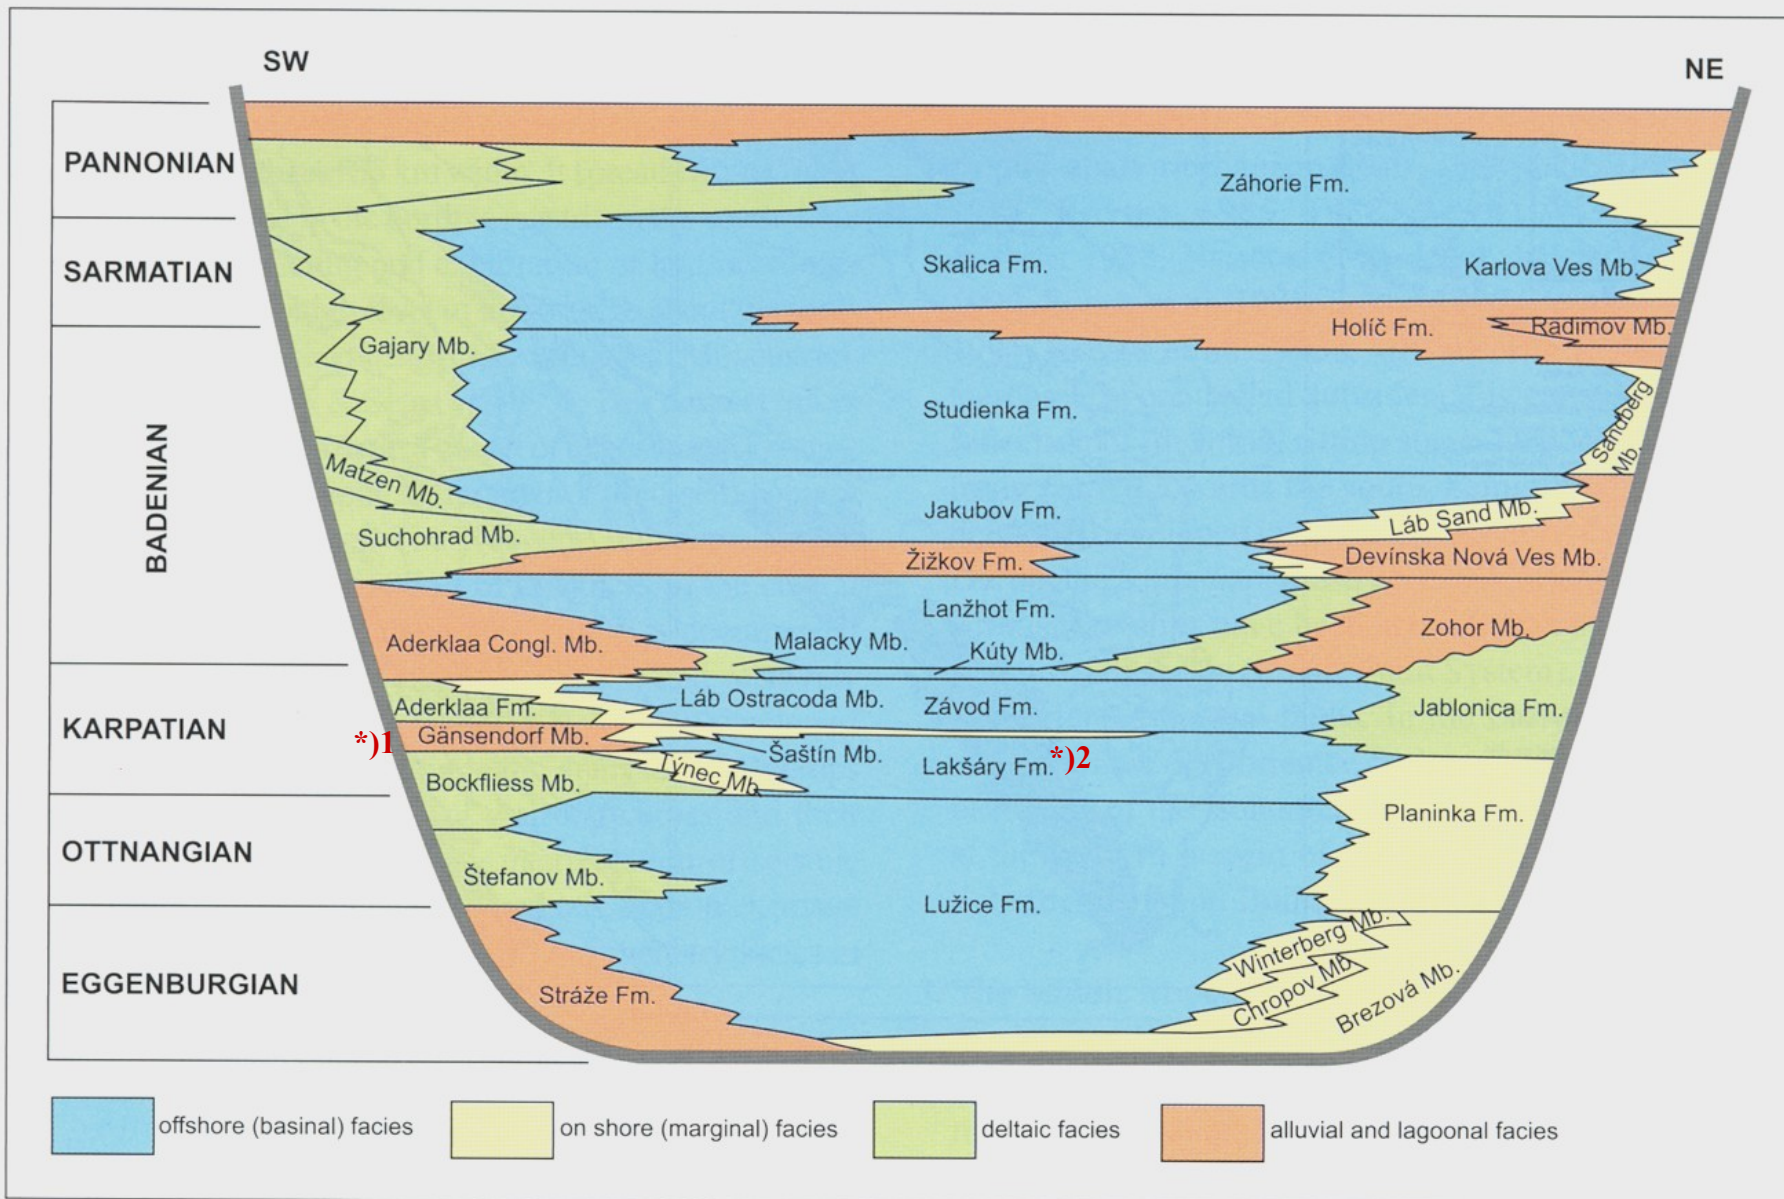 SW
NE
PANNONIAN
Záhorie Fm.
SARMATIAN
Skalica Fm.
Karlova Ves Mb.
Holíč Fm.
Radimov Mb.
Gajary Mb.
BADENIAN
Studienka Fm.
Sandberg
Mb.
Matzen Mb.
Jakubov Fm.
Láb Sand Mb.
Suchohrad Mb.
Žižkov Fm.
Devínska Nová Ves Mb.
Lanžhot Fm.
Aderklaa Congl. Mb.
Malacky Mb.
Kúty Mb.
Zohor Mb.
KARPATIAN
Aderklaa Fm.
Láb Ostracoda Mb.
Závod Fm.
Jablonica Fm.
*)1
Gänsendorf Mb.
Šaštín Mb.
Lakšáry Fm.
*)2
Týnec Mb
Bockfliess Mb.
Planinka Fm.
OTTNANGIAN
Štefanov Mb.
Lužice Fm.
Winterberg Mb.
EGGENBURGIAN
Stráže Fm.
Chropov Mb
Brezová Mb.
offshore (basinal) facies
on shore (marginal) facies
deltaic facies
alluvial and lagoonal facies